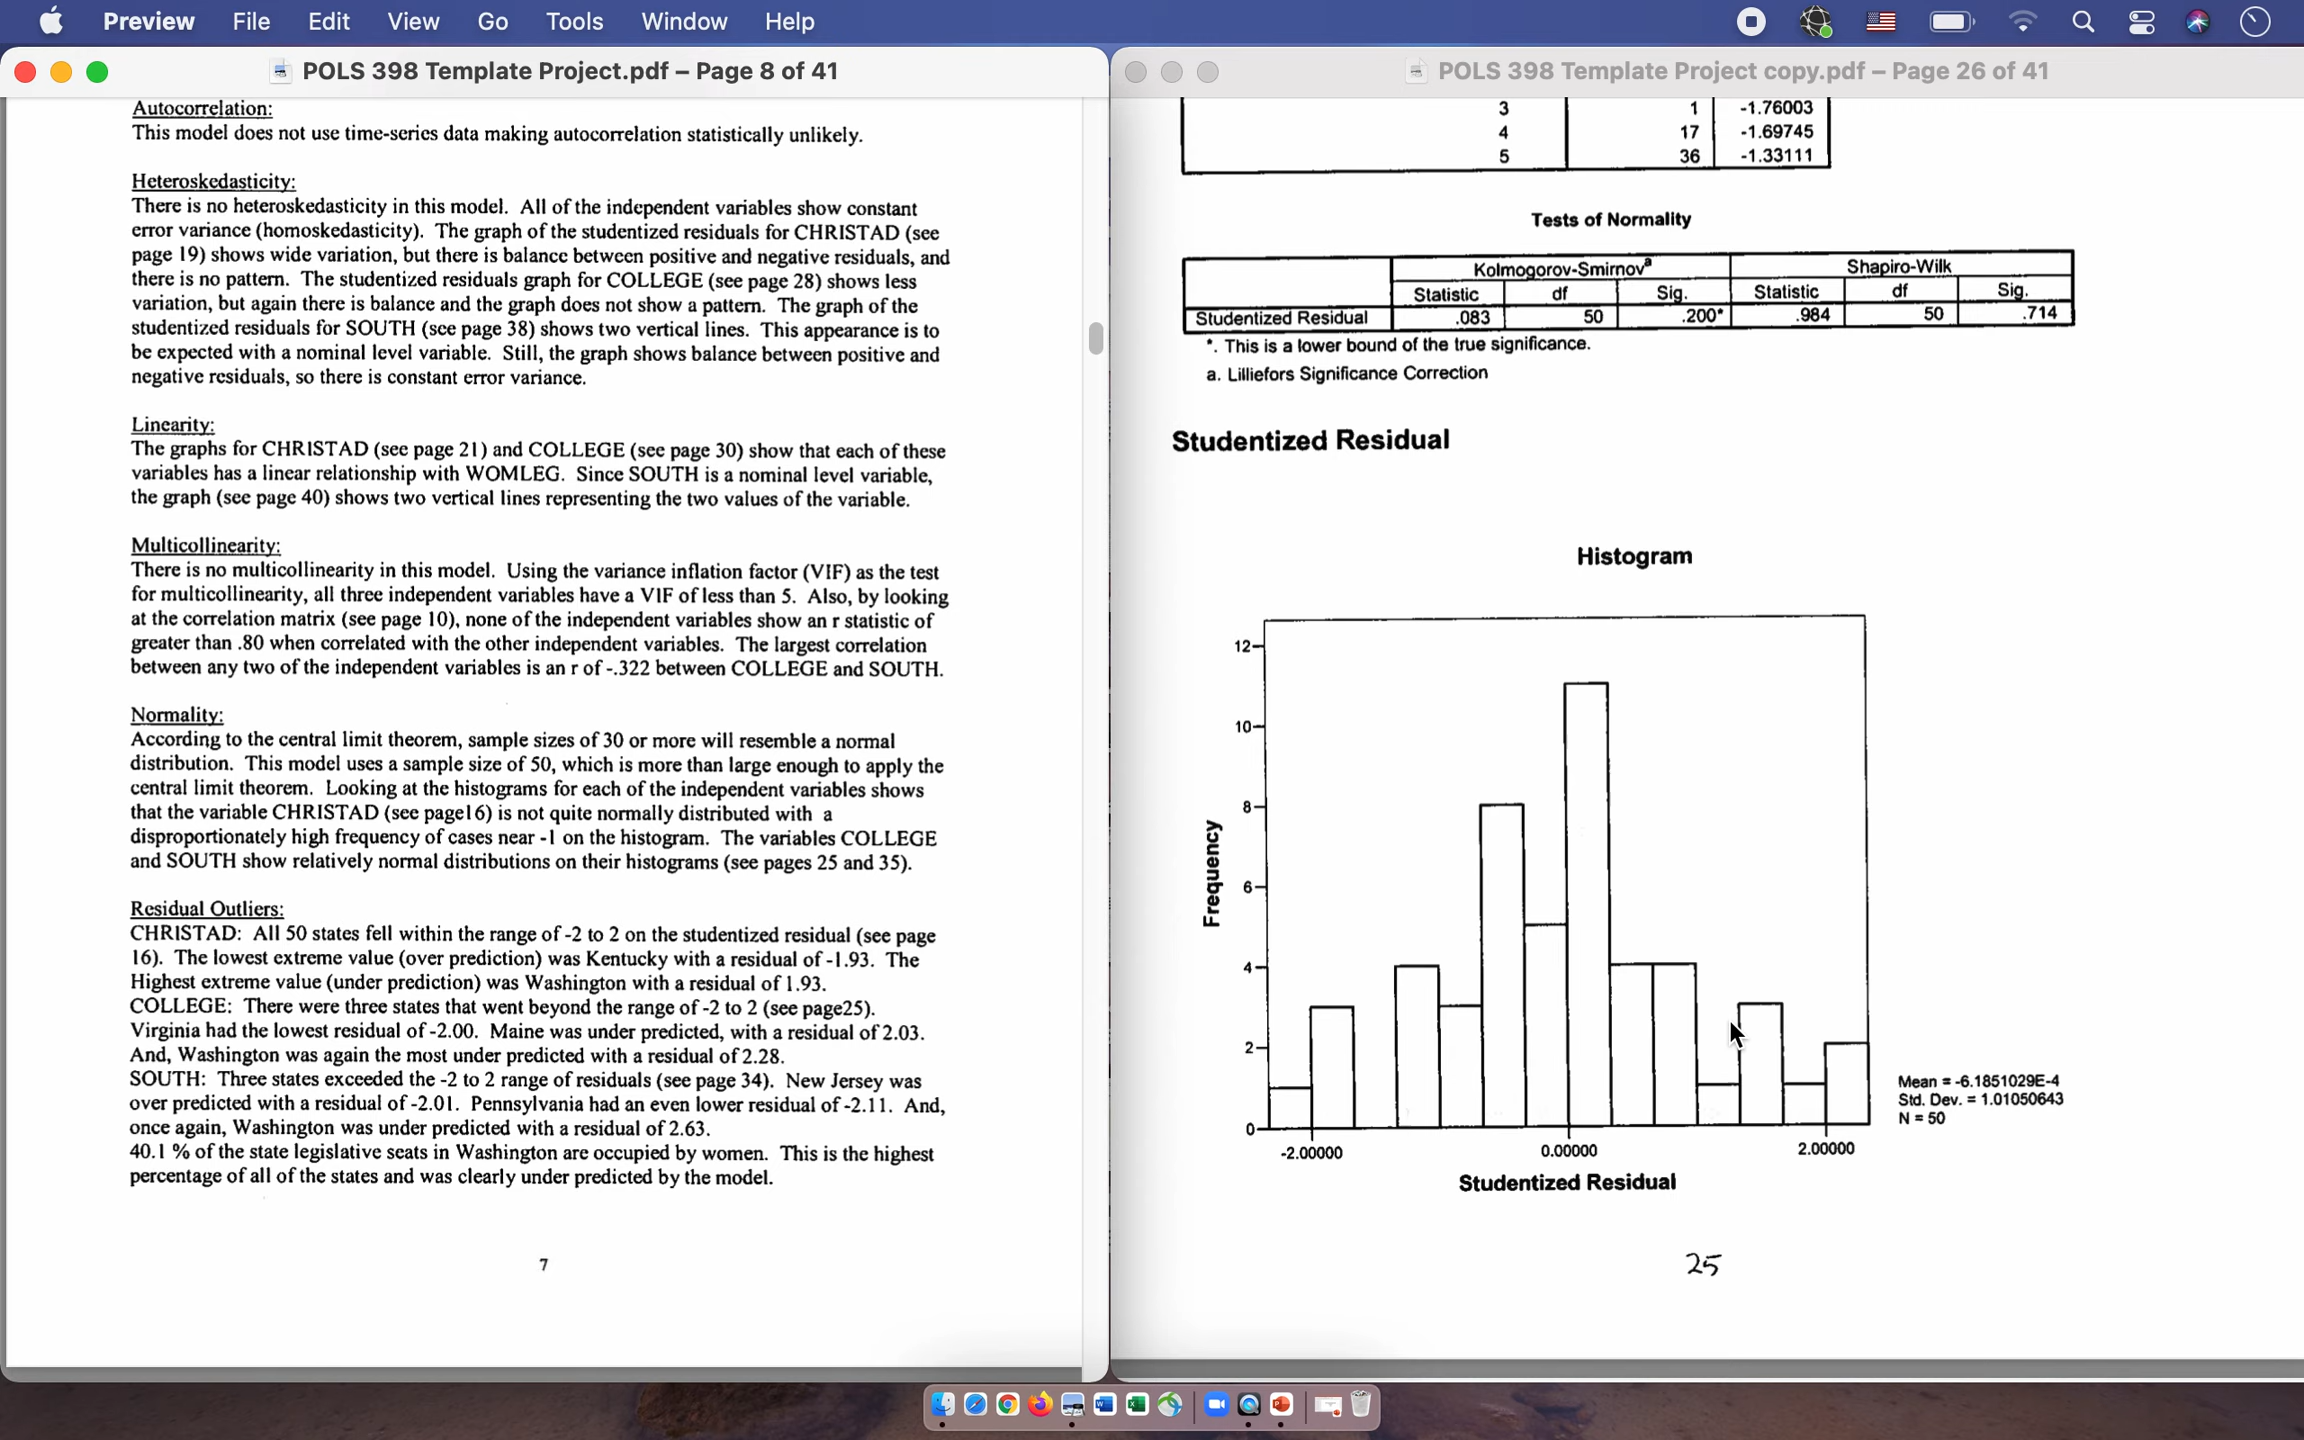 Preview File Edit View Go Tools Window Help
POLS 398 Template Project.pdf – Page 8 of 41
Autocorrelation:
This model does not use time-series data making autocorrelation statistically unlikely.
Heteroskedasticity:
There is no heteroskedasticity in this model. All of the independent variables show constant
error variance (homoskedasticity). The graph of the studentized residuals for CHRISTAD (see
page 19) shows wide variation, but there is balance between positive and negative residuals, and
there is no pattern. The studentized residuals graph for COLLEGE (see page 28) shows less
variation, but again there is balance and the graph does not show a pattern. The graph of the
studentized residuals for SOUTH (see page 38) shows two vertical lines. This appearance is to
be expected with a nominal level variable. Still, the graph shows balance between positive and
negative residuals, so there is constant error variance.
Linearity:
The graphs for CHRISTAD (see page 21) and COLLEGE (see page 30) show that each of these
variables has a linear relationship with WOMLEG. Since SOUTH is a nominal level variable,
the graph (see page 40) shows two vertical lines representing the two values of the variable.
Multicollinearity:
There is no multicollinearity in this model. Using the variance inflation factor (VIF) as the test
for multicollinearity, all three independent variables have a VIF of less than 5. Also, by looking
at the correlation matrix (see page 10), none of the independent variables show an r statistic of
greater than .80 when correlated with the other independent variables. The largest correlation
between any two of the independent variables is an r of -.322 between COLLEGE and SOUTH.
Normality:
According to the central limit theorem, sample sizes of 30 or more will resemble a normal
distribution. This model uses a sample size of 50, which is more than large enough to apply the
central limit theorem. Looking at the histograms for each of the independent variables shows
that the variable CHRISTAD (see page16) is not quite normally distributed with a
disproportionately high frequency of cases near -1 on the histogram. The variables COLLEGE
and SOUTH show relatively normal distributions on their histograms (see pages 25 and 35).
Residual Outliers:
CHRISTAD: All 50 states fell within the range of -2 to 2 on the studentized residual (see page
16). The lowest extreme value (over prediction) was Kentucky with a residual of -1.93. The
Highest extreme value (under prediction) was Washington with a residual of 1.93.
COLLEGE: There were three states that went beyond the range of -2 to 2 (see page25).
Virginia had the lowest residual of -2.00. Maine was under predicted, with a residual of 2.03.
And, Washington was again the most under predicted with a residual of 2.28.
SOUTH: Three states exceeded the -2 to 2 range of residuals (see page 34). New Jersey was
over predicted with a residual of -2.01. Pennsylvania had an even lower residual of -2.11. And,
once again, Washington was under predicted with a residual of 2.63.
40.1 % of the state legislative seats in Washington are occupied by women. This is the highest
percentage of all of the states and was clearly under predicted by the model.
7
POLS 398 Template Project copy.pdf – Page 26 of 41
3 1 -1.76003
4 17 -1.69745
5 36 -1.33111
Tests of Normality
Kolmogorov-Smirnov a Shapiro-Wilk
Statistic df Sig. Statistic df Sig.
Studentized Residual .083 50 .200* .984 50 .714
*. This is a lower bound of the true significance.
a. Lilliefors Significance Correction
Studentized Residual
Histogram
12
10
8
6
4
2
0
Frequency
-2.00000 0.00000 2.00000
Studentized Residual
Mean = -6.1851029E-4
Std. Dev. = 1.01050643
N = 50
25